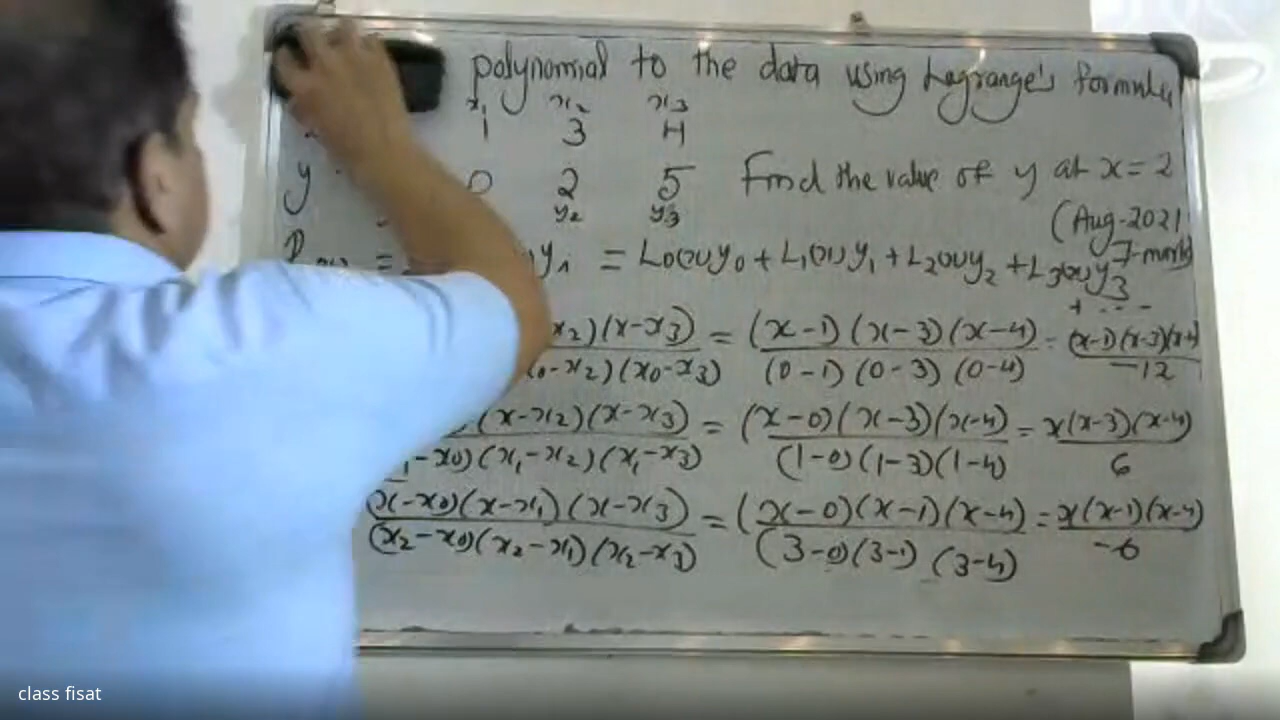 polynomial to the data using Lagrange's formula
x₁ x₂ x₃
1 3 4
y 0 2 5 Find the value of y at x = 2
y₂ y₃ (Aug-2021
7-marks)
= L₀(x)y₀ + L₁(x)y₁ + L₂(x)y₂ + L₃(x)y₃
+ ...
x₂)(x-x₃) = (x-1)(x-3)(x-4) = (x-1)(x-3)(x-4)
x₀-x₂)(x₀-x₃) (0-1)(0-3)(0-4) -12
(x-x₂)(x-x₃) = (x-0)(x-3)(x-4) = x(x-3)(x-4)
₁-x₀)(x₁-x₂)(x₁-x₃) (1-0)(1-3)(1-4) 6
(x-x₀)(x-x₁)(x-x₃) = (x-0)(x-1)(x-4) = x(x-1)(x-4)
(x₂-x₀)(x₂-x₁)(x₂-x₃) (3-0)(3-1)(3-4) -6
class fisat